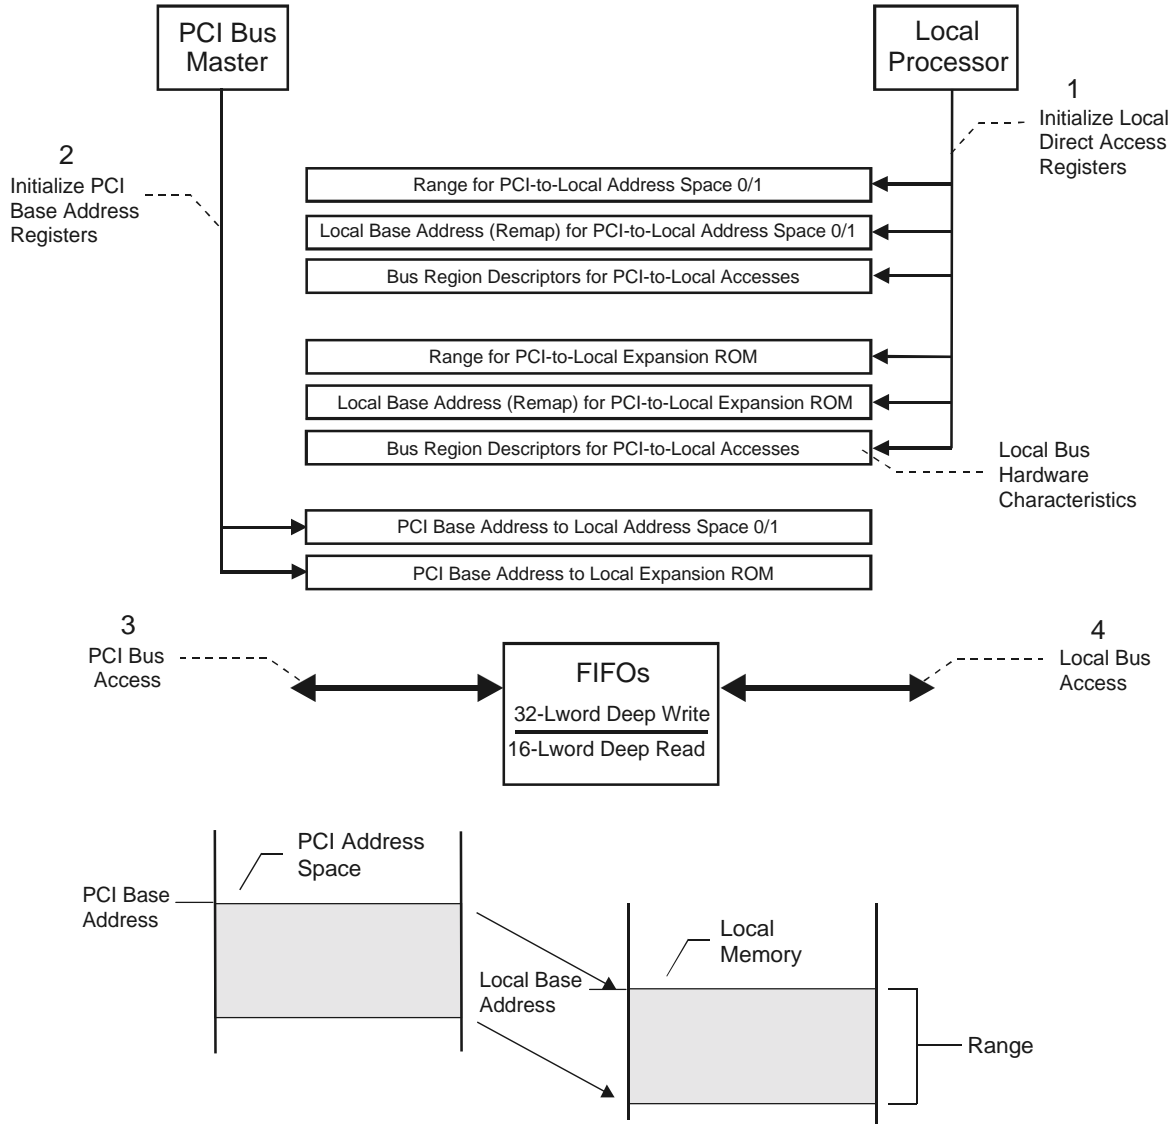 PCI Bus
Master
Local
Processor
1
Initialize Local
Direct Access
Registers
2
Initialize PCI
Base Address
Registers
Range for PCI-to-Local Address Space 0/1
Local Base Address (Remap) for PCI-to-Local Address Space 0/1
Bus Region Descriptors for PCI-to-Local Accesses
Range for PCI-to-Local Expansion ROM
Local Base Address (Remap) for PCI-to-Local Expansion ROM
Bus Region Descriptors for PCI-to-Local Accesses
Local Bus
Hardware
Characteristics
PCI Base Address to Local Address Space 0/1
PCI Base Address to Local Expansion ROM
3
PCI Bus
Access
FIFOs
32-Lword Deep Write
16-Lword Deep Read
4
Local Bus
Access
PCI Address
Space
PCI Base
Address
Local
Memory
Local Base
Address
Range